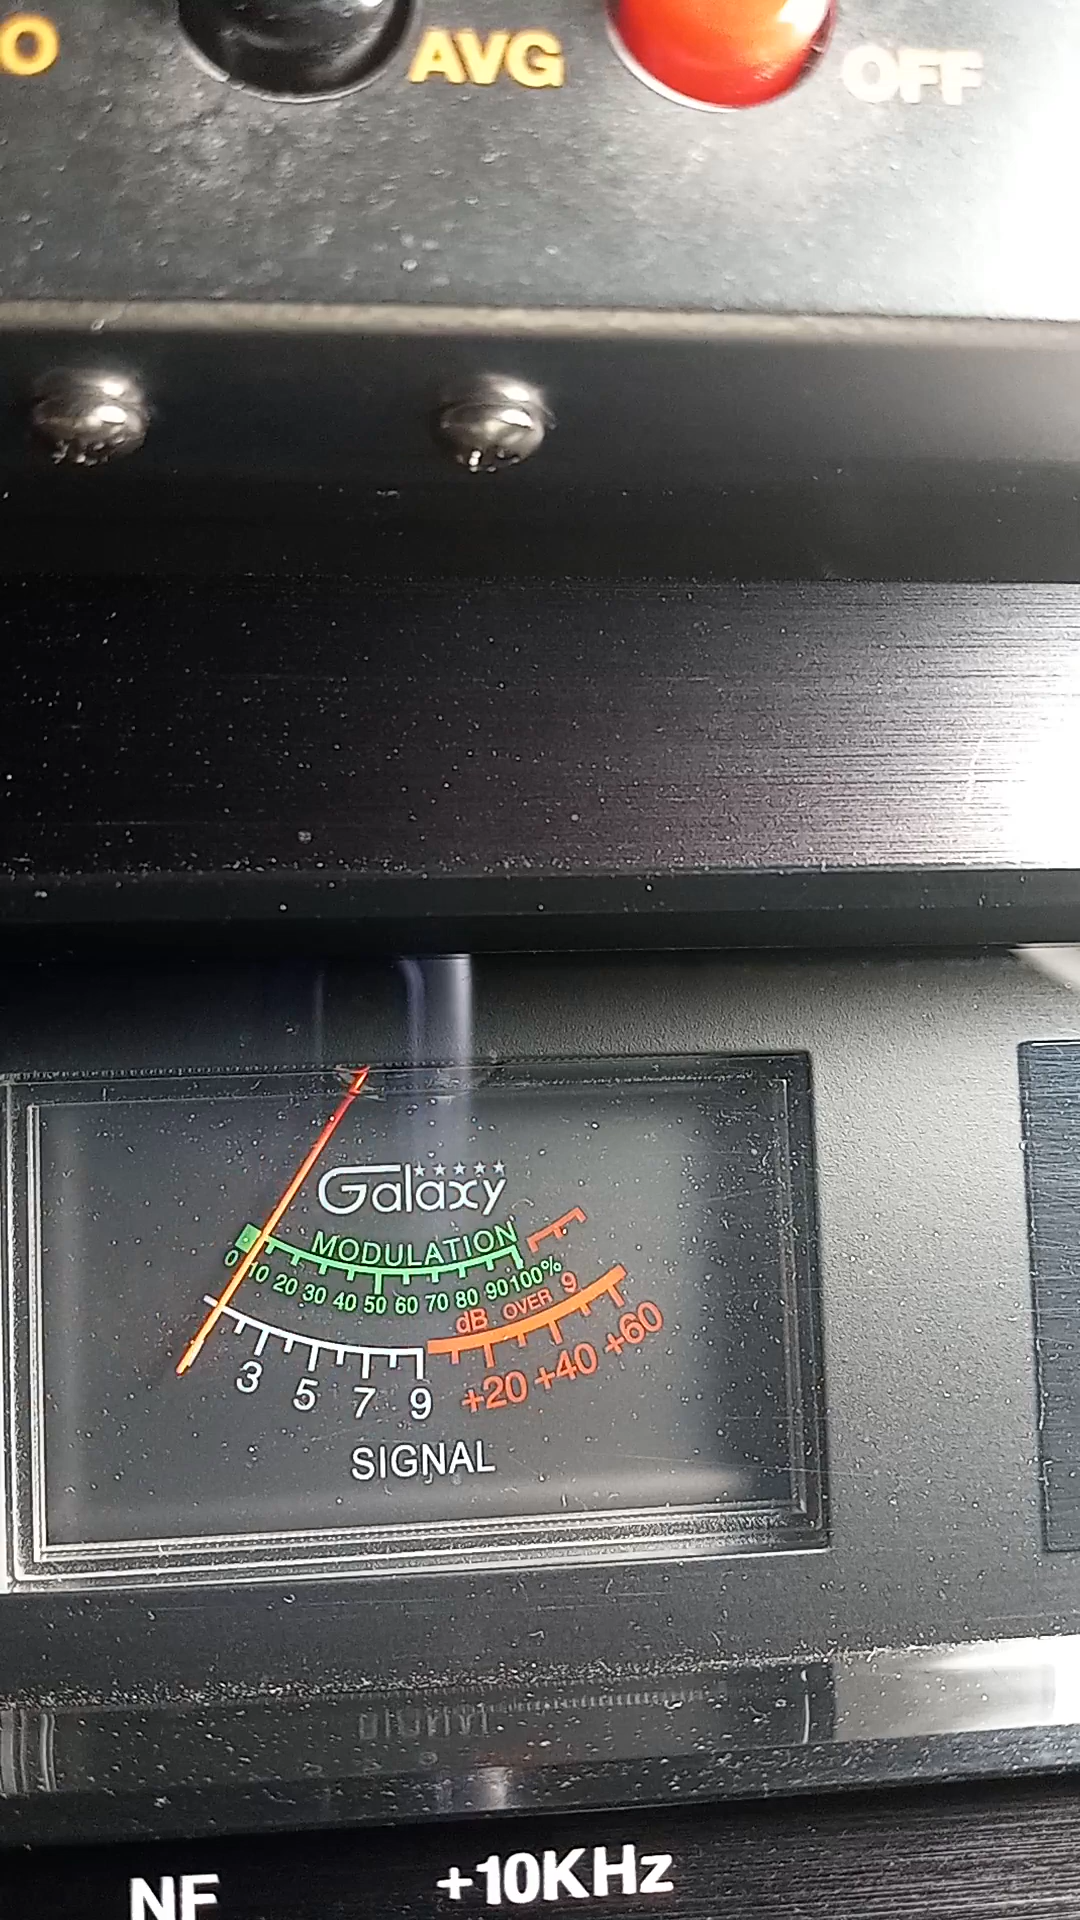 O AVG OFF
Galaxy
MODULATION
0 10 20 30 40 50 60 70 80 90 100%
dB OVER 9
3 5 7 9 +20 +40 +60
SIGNAL
NF +10KHz